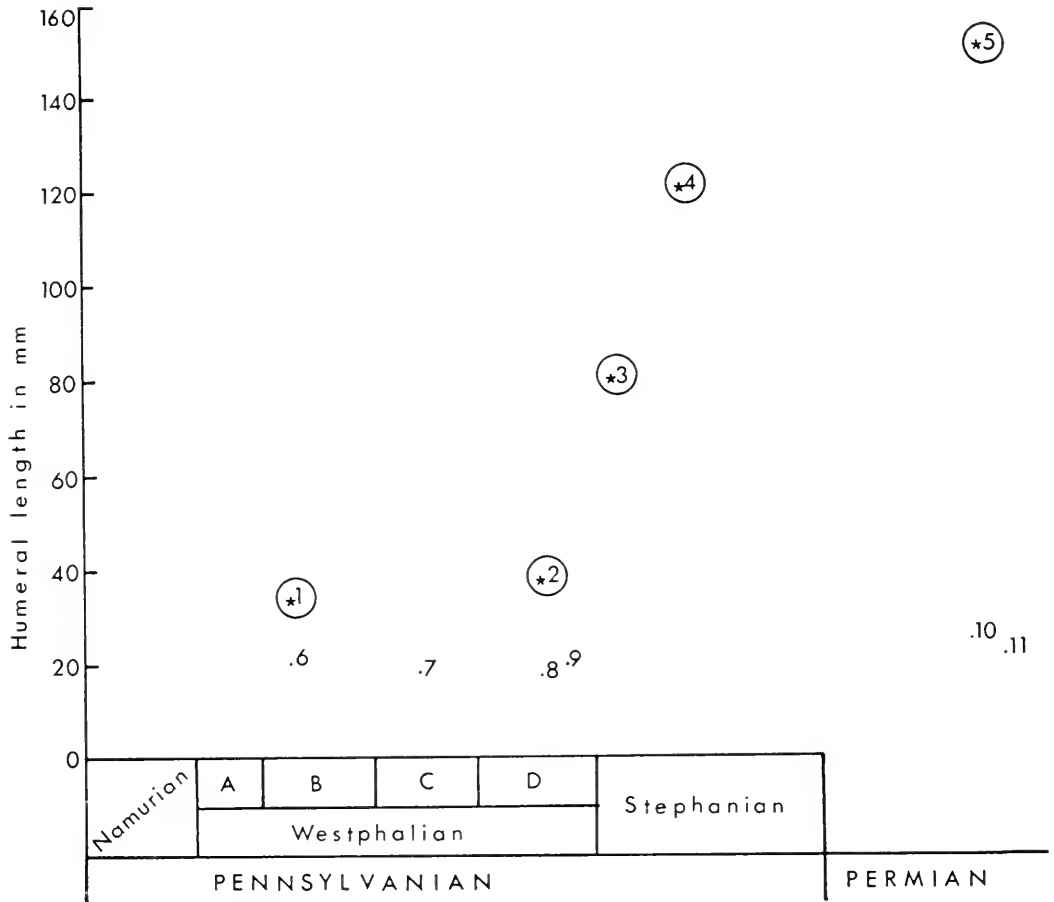 160
140
120
100
80
60
40
20
0
Humeral length in mm
★5
★4
★3
★2
★1
.6
.7
.8
.9
.10
.11
Namurian
A
B
C
D
Westphalian
Stephanian
PENNSYLVANIAN
PERMIAN